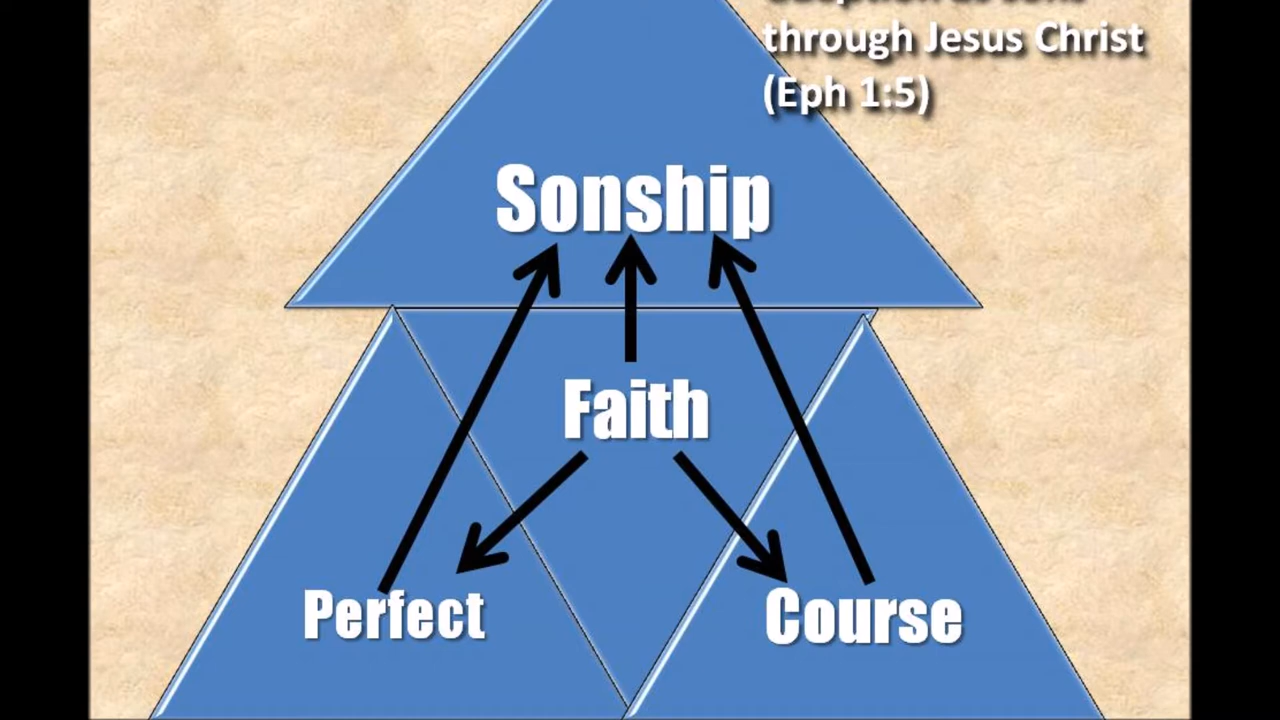 through Jesus Christ
(Eph 1:5)
Sonship
Faith
Perfect
Course